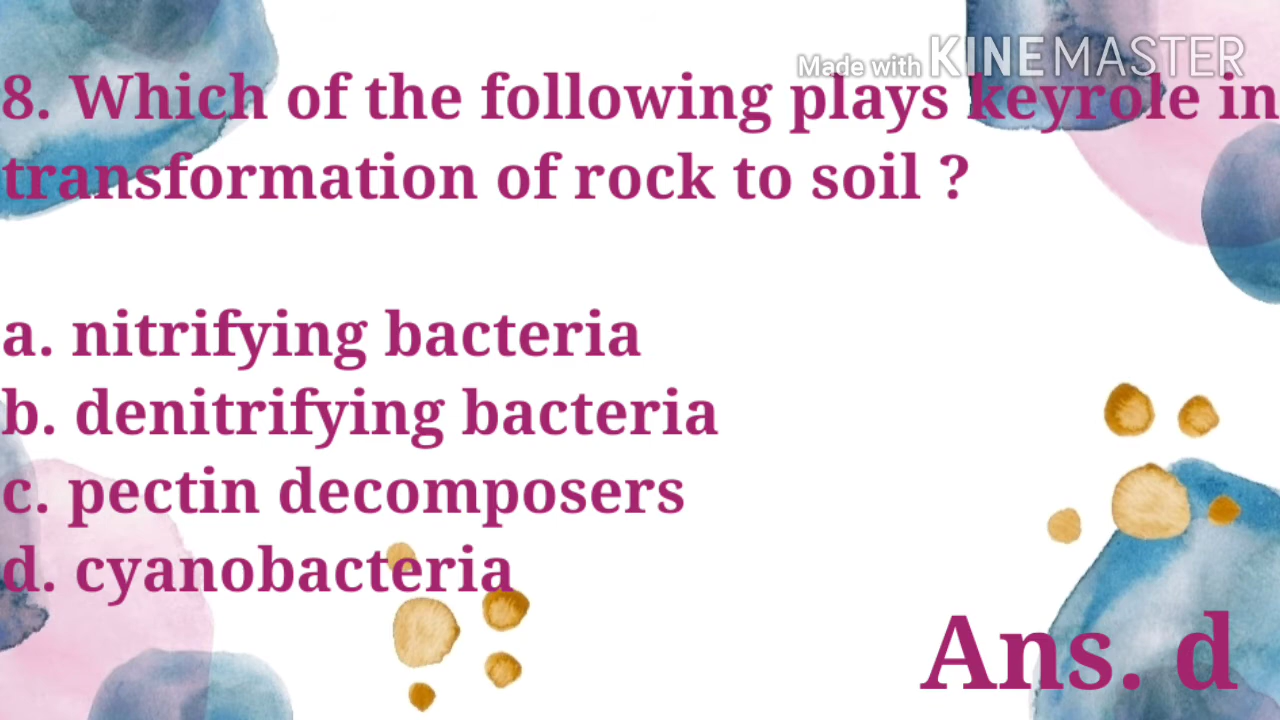 Made with KINEMASTER
8. Which of the following plays keyrole in
transformation of rock to soil ?
a. nitrifying bacteria
b. denitrifying bacteria
c. pectin decomposers
d. cyanobacteria
Ans. d